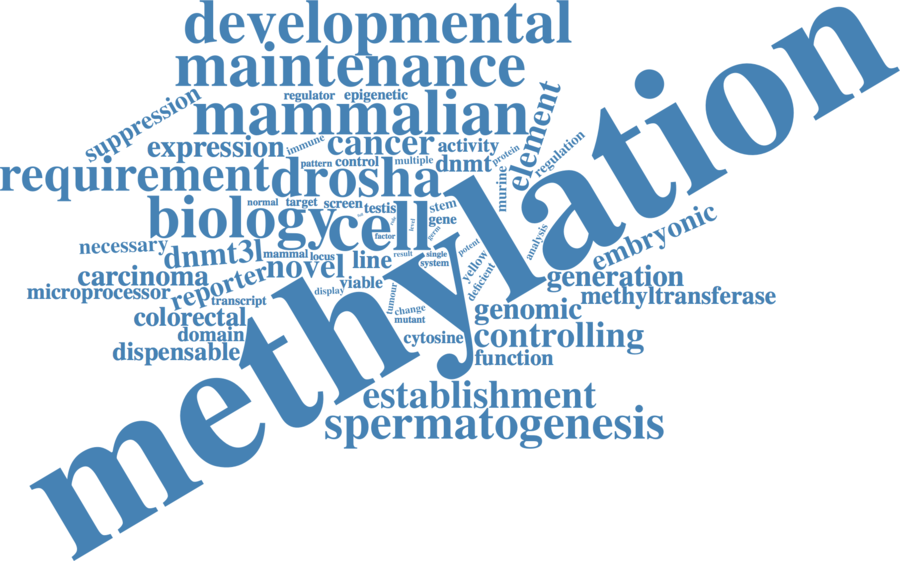 developmental
maintenance
regulator epigenetic
suppression
mammalian
element
methylation
expression immune cancer activity
pattern control multiple dnmt protein regulation
requirement drosha
murine
normal target screen testis stem
biology cell gene
factor level germ
necessary dnmt3l mammal locus line result single system potent analysis embryonic
carcinoma reporter novel yellow
microprocessor transcript display viable tumour deficient generation
methyltransferase
colorectal change mutant genomic
domain cytosine controlling
dispensable function
establishment
spermatogenesis